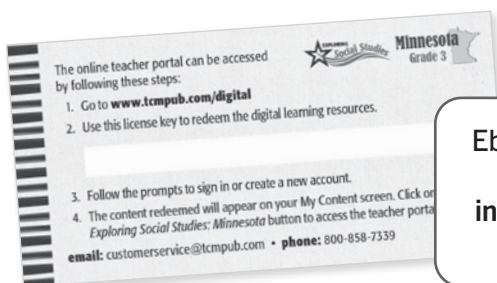 The online teacher portal can be accessed
by following these steps:
EXPLORING
Social Studies
Minnesota
Grade 3
1. Go to www.tcmpub.com/digital
2. Use this license key to redeem the digital learning resources.
3. Follow the prompts to sign in or create a new account.
4. The content redeemed will appear on your My Content screen. Click on
Exploring Social Studies: Minnesota button to access the teacher porta
email: customerservice@tcmpub.com • phone: 800-858-7339
Eb
in